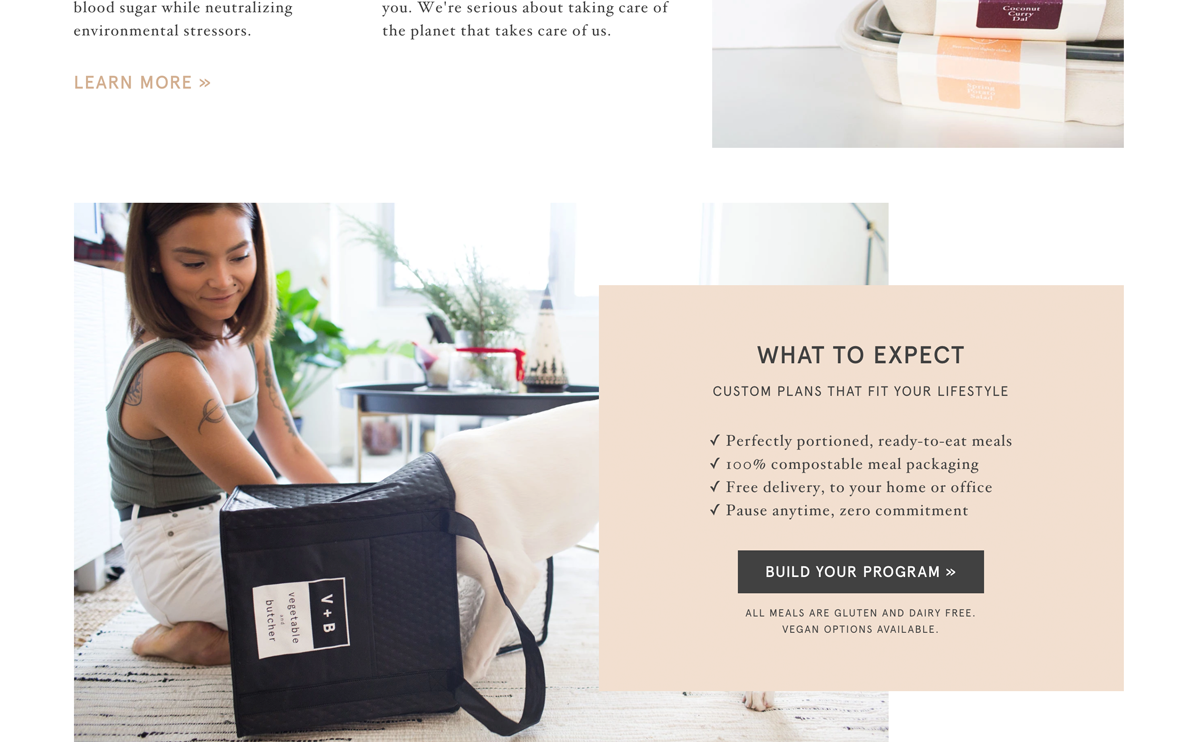 blood sugar while neutralizing
environmental stressors.
LEARN MORE »
you. We're serious about taking care of
the planet that takes care of us.
Coconut
Curry
Dal
WHAT TO EXPECT
CUSTOM PLANS THAT FIT YOUR LIFESTYLE
✓ Perfectly portioned, ready-to-eat meals
✓ 100% compostable meal packaging
✓ Free delivery, to your home or office
✓ Pause anytime, zero commitment
BUILD YOUR PROGRAM »
ALL MEALS ARE GLUTEN AND DAIRY FREE.
VEGAN OPTIONS AVAILABLE.
V + B
vegetable
and
butcher